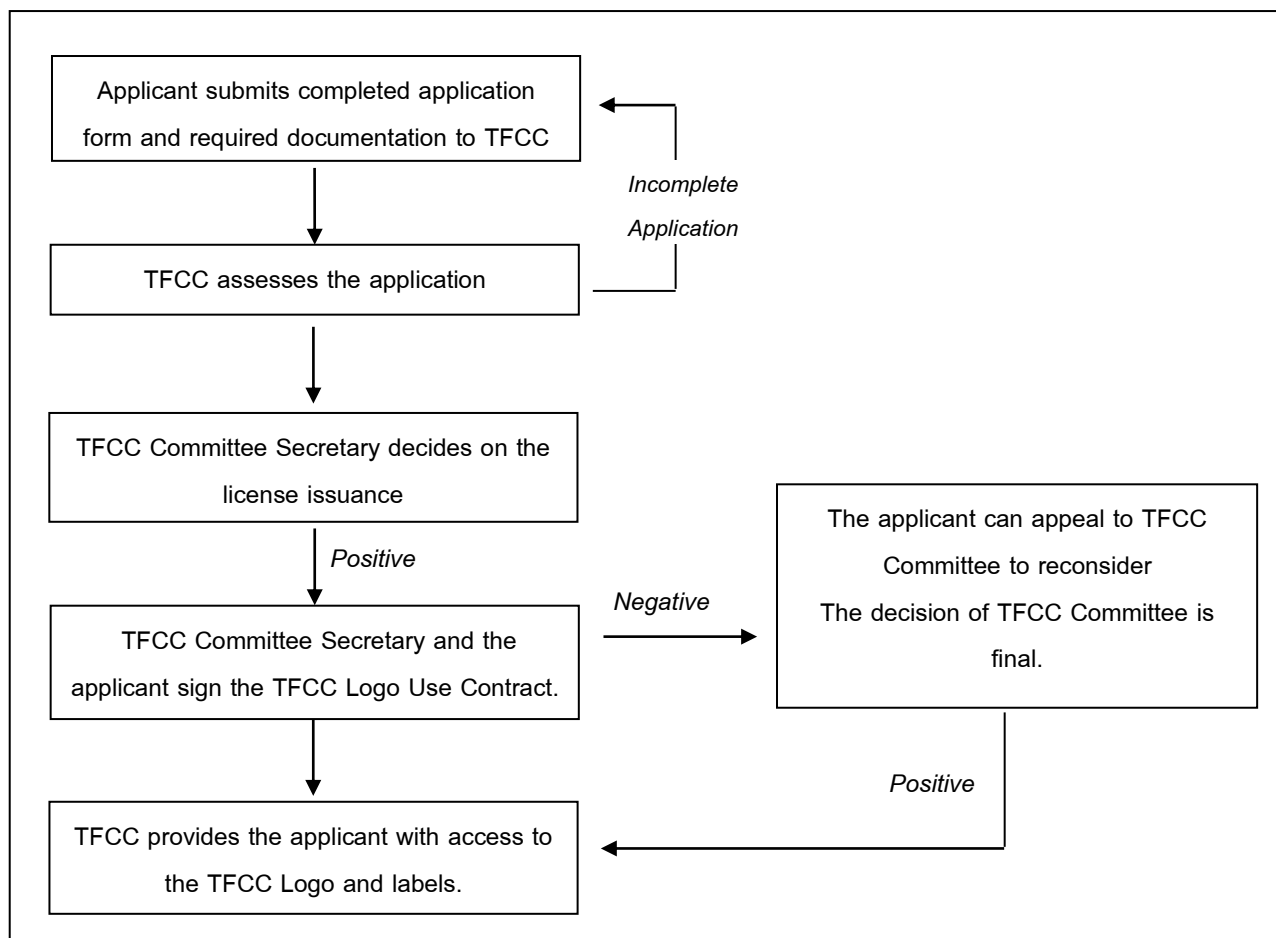 Applicant submits completed application
form and required documentation to TFCC
Incomplete
Application
TFCC assesses the application
TFCC Committee Secretary decides on the
license issuance
Positive
TFCC Committee Secretary and the
applicant sign the TFCC Logo Use Contract.
Negative
The applicant can appeal to TFCC
Committee to reconsider
The decision of TFCC Committee is
final.
Positive
TFCC provides the applicant with access to
the TFCC Logo and labels.